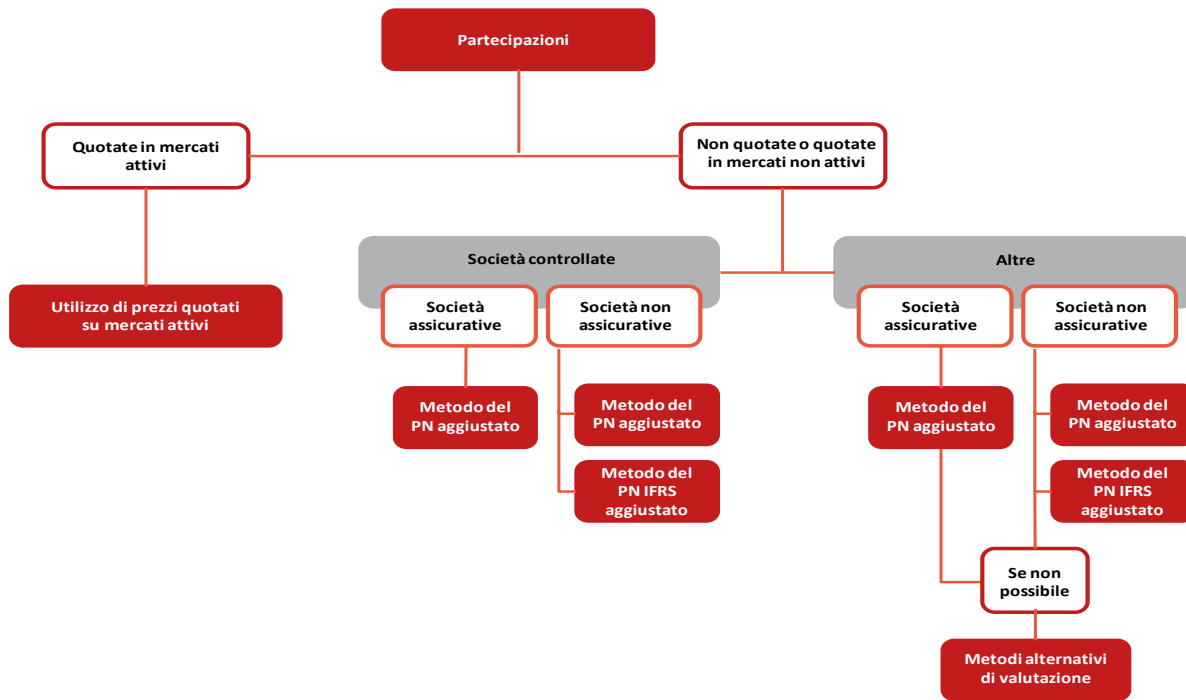 Partecipazioni
Quotate in mercati
attivi
Non quotate o quotate
in mercati non attivi
Utilizzo di prezzi quotati
su mercati attivi
Società controllate
Altre
Società
assicurative
Società non
assicurative
Società
assicurative
Società non
assicurative
Metodo del
PN aggiustato
Metodo del
PN aggiustato
Metodo del
PN IFRS
aggiustato
Metodo del
PN aggiustato
Metodo del
PN aggiustato
Metodo del
PN IFRS
aggiustato
Se non
possibile
Metodi alternativi
di valutazione